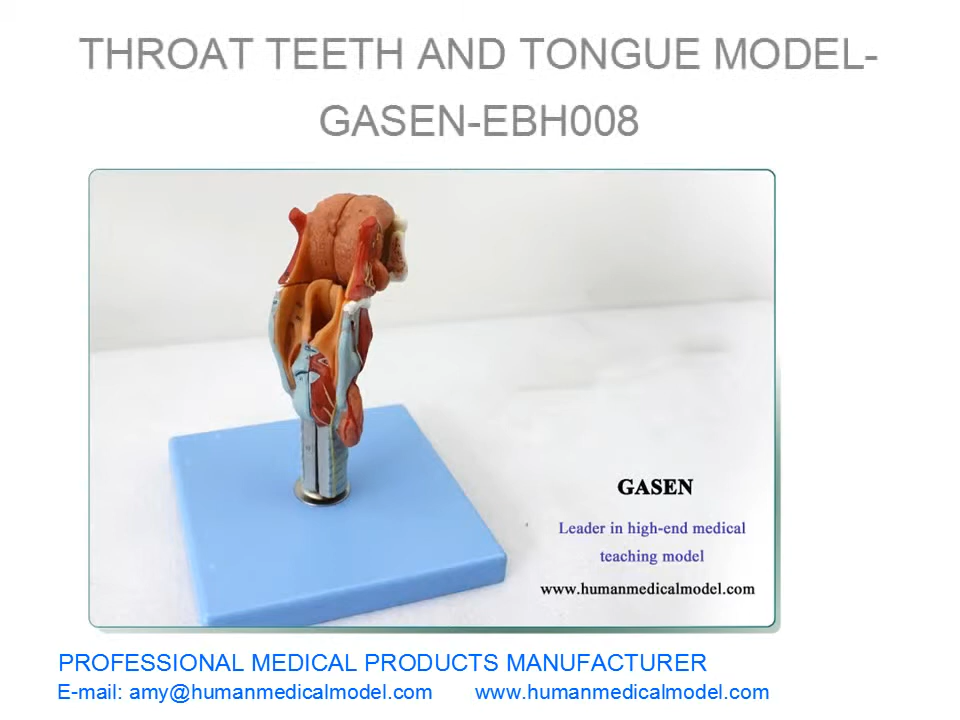 THROAT TEETH AND TONGUE MODEL-
GASEN-EBH008
GASEN
Leader in high-end medical
teaching model
www.humanmedicalmodel.com
PROFESSIONAL MEDICAL PRODUCTS MANUFACTURER
E-mail: amy@humanmedicalmodel.com www.humanmedicalmodel.com